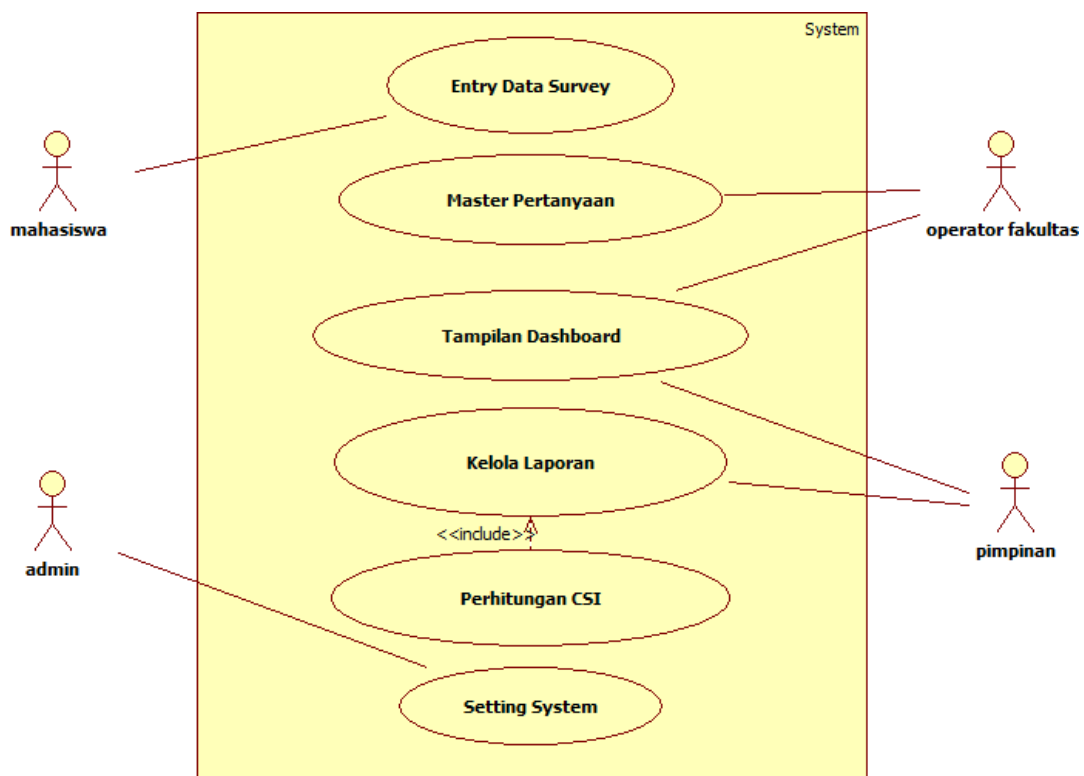 System
Entry Data Survey
mahasiswa
Master Pertanyaan
operator fakultas
Tampilan Dashboard
Kelola Laporan
<<include>>
admin
pimpinan
Perhitungan CSI
Setting System